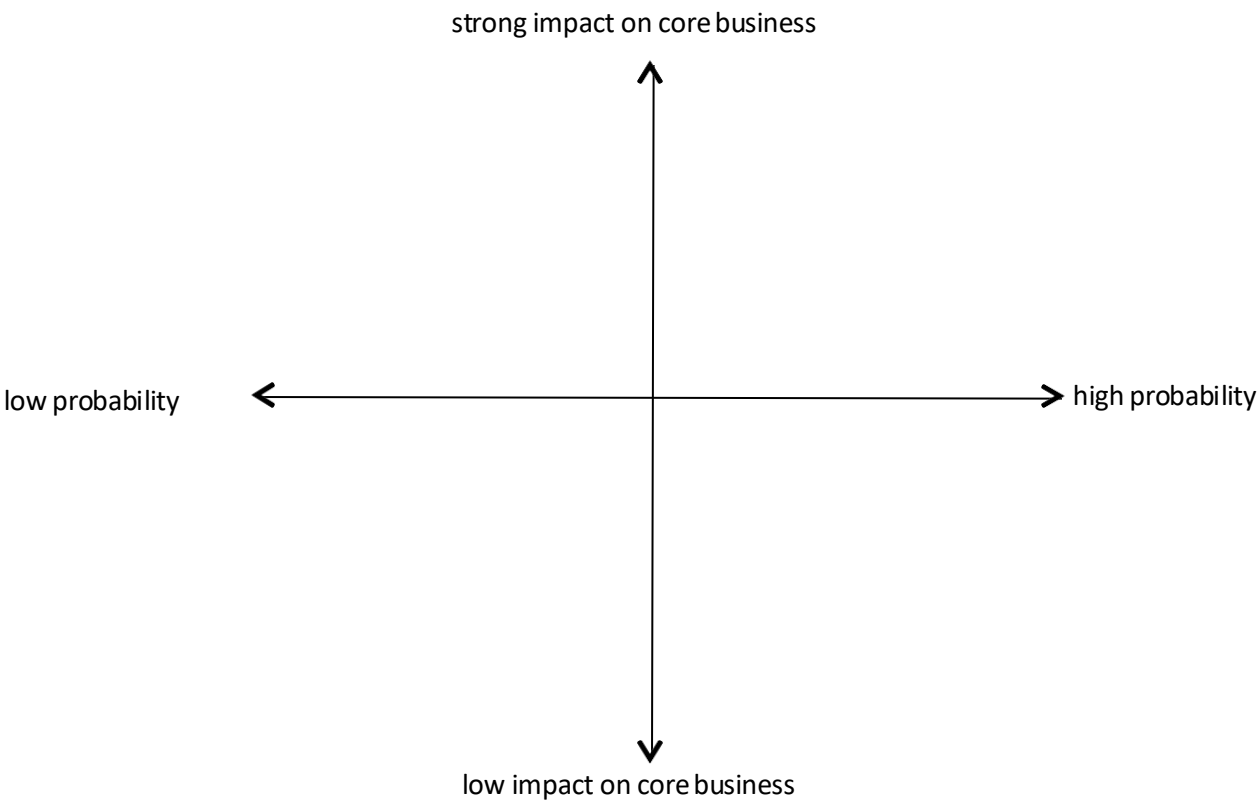 strong impact on core business
low probability
high probability
low impact on core business